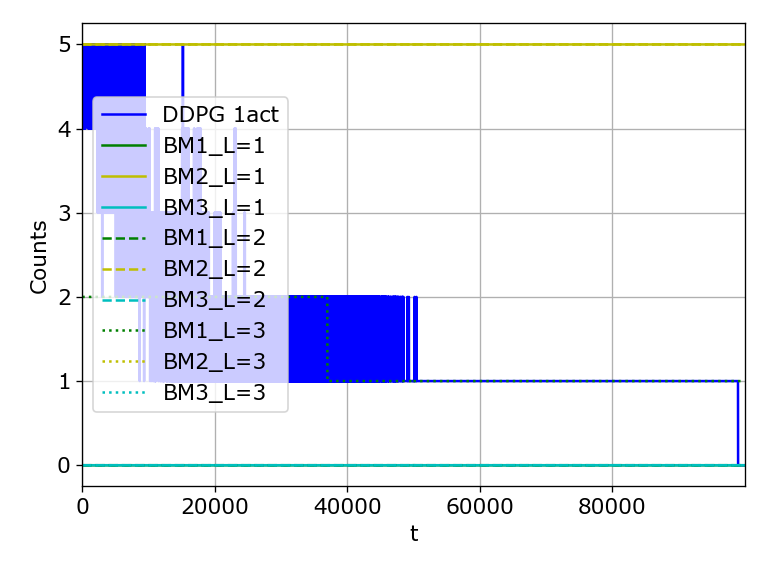 5
4
3
2
1
0
Counts
DDPG 1act
BM1_L=1
BM2_L=1
BM3_L=1
BM1_L=2
BM2_L=2
BM3_L=2
BM1_L=3
BM2_L=3
BM3_L=3
0 20000 40000 60000 80000
t